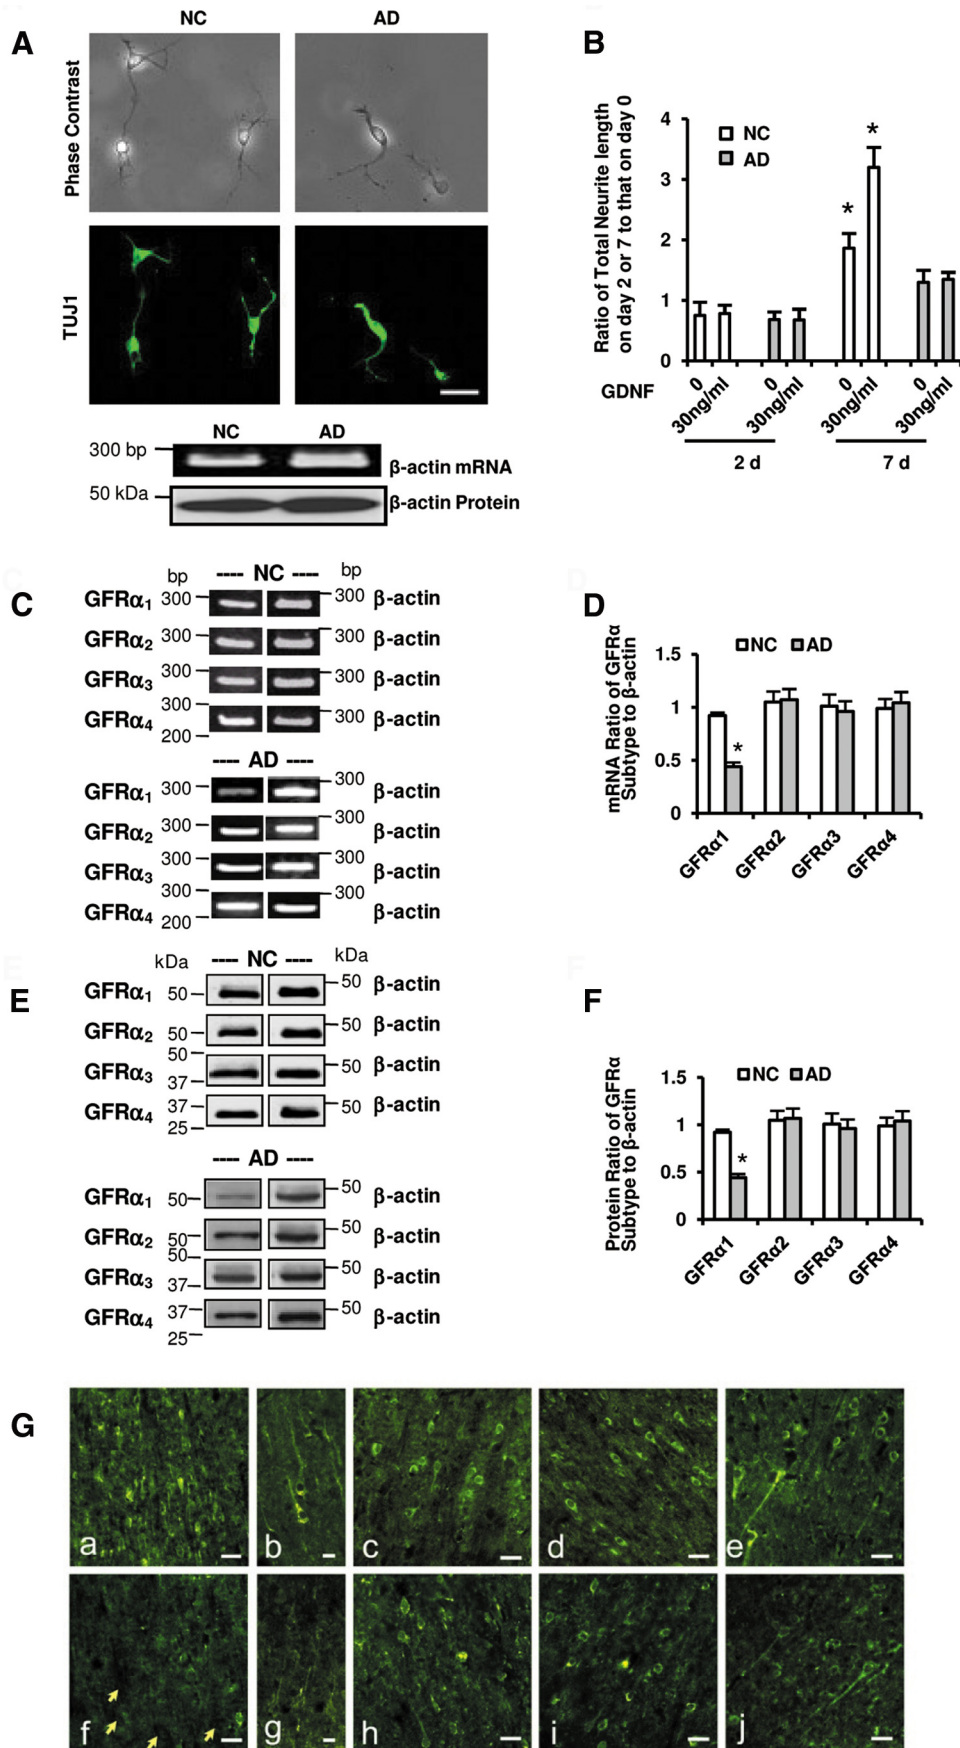 NC AD
A
Phase Contrast
TUJ1
NC AD
300 bp
β-actin mRNA
50 kDa
β-actin Protein
B
Ratio of Total Neurite length
on day 2 or 7 to that on day 0
4
3
2
1
0
NC
AD
* *
GDNF
0 30ng/ml 0 30ng/ml 0 30ng/ml 0 30ng/ml
2 d 7 d
C
bp ---- NC ---- bp
GFRα1 300 300 β-actin
GFRα2 300 300 β-actin
GFRα3 300 300 β-actin
GFRα4 300 200 300 β-actin
---- AD ----
GFRα1 300 300 β-actin
GFRα2 300 300 β-actin
GFRα3 300 300 β-actin
GFRα4 300 200 300 β-actin
D
mRNA Ratio of GFRα
Subtype to β-actin
1.5
1
0.5
0
NC AD
*
GFRα1 GFRα2 GFRα3 GFRα4
E
kDa ---- NC ---- kDa
GFRα1 50 50 β-actin
GFRα2 50 50 β-actin
GFRα3 50 37 50 β-actin
GFRα4 37 25 50 β-actin
---- AD ----
GFRα1 50 50 β-actin
GFRα2 50 50 β-actin
GFRα3 50 37 50 β-actin
GFRα4 37 25 50 β-actin
F
Protein Ratio of GFRα
Subtype to β-actin
1.5
1
0.5
0
NC AD
*
GFRα1 GFRα2 GFRα3 GFRα4
G
a b c d e
f g h i j